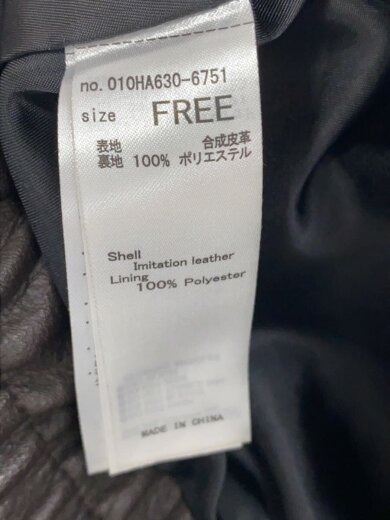 no. 010HA630-6751
size FREE
表地 合成皮革
裏地 100% ポリエステル
Shell
Imitation leather
Lining
100% Polyester
MADE IN CHINA